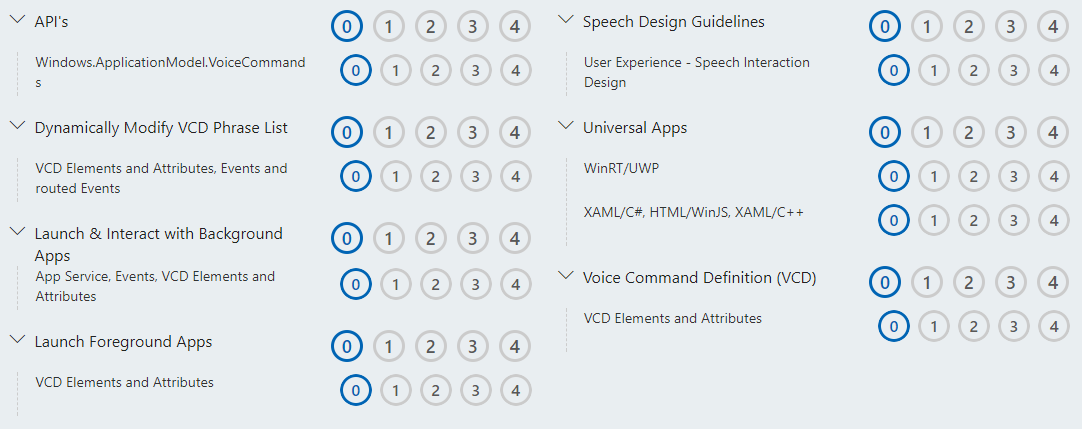 API's 0 1 2 3 4
Windows.ApplicationModel.VoiceCommand 0 1 2 3 4
s
Dynamically Modify VCD Phrase List 0 1 2 3 4
VCD Elements and Attributes, Events and 0 1 2 3 4
routed Events
Launch & Interact with Background 0 1 2 3 4
Apps
App Service, Events, VCD Elements and 0 1 2 3 4
Attributes
Launch Foreground Apps 0 1 2 3 4
VCD Elements and Attributes 0 1 2 3 4
Speech Design Guidelines 0 1 2 3 4
User Experience - Speech Interaction 0 1 2 3 4
Design
Universal Apps 0 1 2 3 4
WinRT/UWP 0 1 2 3 4
XAML/C#, HTML/WinJS, XAML/C++ 0 1 2 3 4
Voice Command Definition (VCD) 0 1 2 3 4
VCD Elements and Attributes 0 1 2 3 4